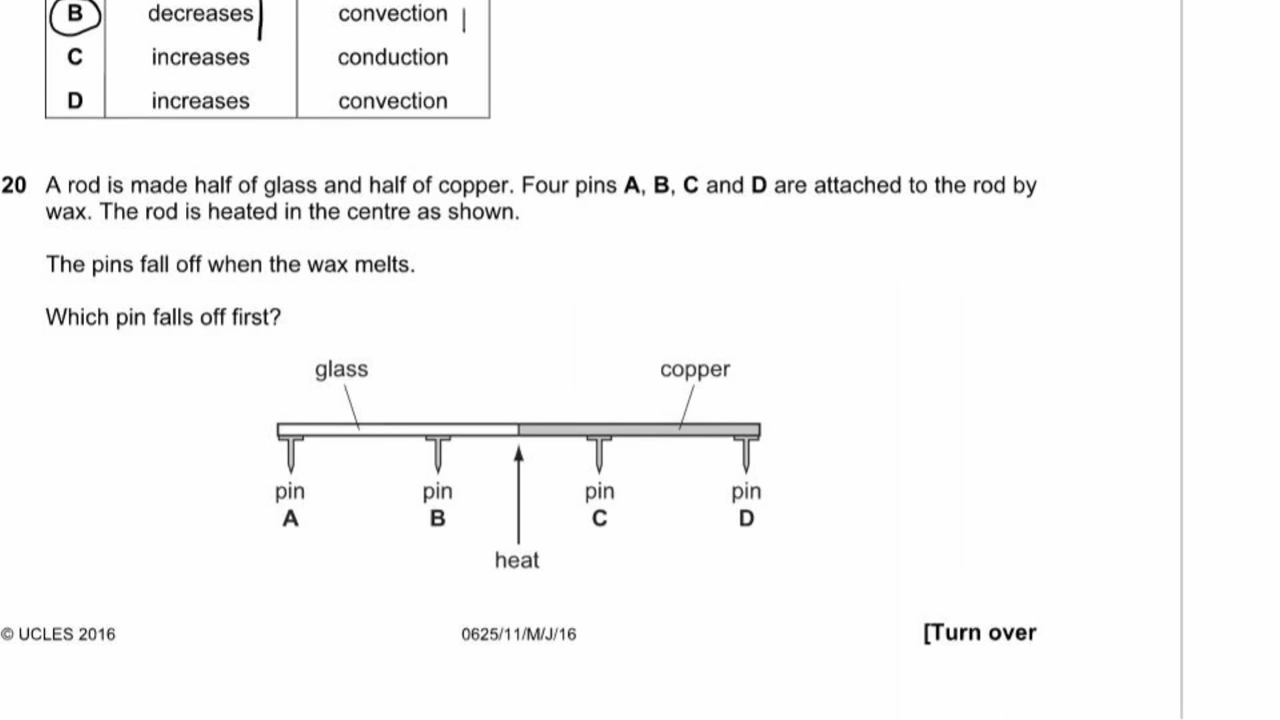 B decreases convection
C increases conduction
D increases convection
20 A rod is made half of glass and half of copper. Four pins A, B, C and D are attached to the rod by
wax. The rod is heated in the centre as shown.
The pins fall off when the wax melts.
Which pin falls off first?
glass copper
pin pin pin pin
A B C D
heat
© UCLES 2016 0625/11/M/J/16 [Turn over